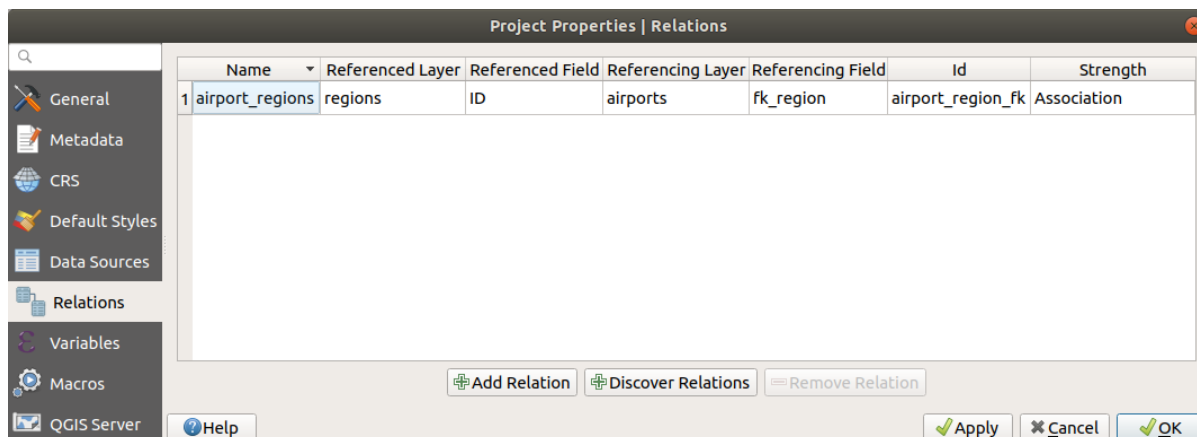 Project Properties | Relations
General
Metadata
CRS
Default Styles
Data Sources
Relations
Variables
Macros
QGIS Server
Name Referenced Layer Referenced Field Referencing Layer Referencing Field Id Strength
1 airport_regions regions ID airports fk_region airport_region_fk Association
Add Relation Discover Relations Remove Relation
Help Apply Cancel OK